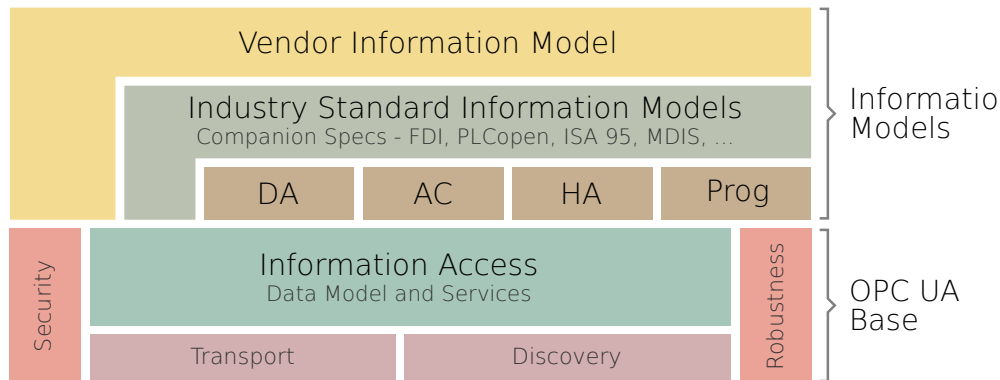 Vendor Information Model
Industry Standard Information Models
Companion Specs - FDI, PLCopen, ISA 95, MDIS, ...
DA
AC
HA
Prog
Informatio
Models
Security
Information Access
Data Model and Services
Robustness
Transport
Discovery
OPC UA
Base